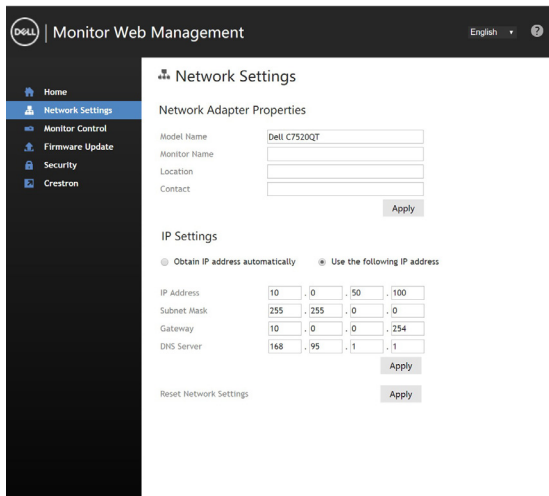 DELL | Monitor Web Management
English
?
Home
Network Settings
Monitor Control
Firmware Update
Security
Crestron
Network Settings
Network Adapter Properties
Model Name Dell C7520QT
Monitor Name
Location
Contact
Apply
IP Settings
Obtain IP address automatically Use the following IP address
IP Address 10 . 0 . 50 . 100
Subnet Mask 255 . 255 . 0 . 0
Gateway 10 . 0 . 0 . 254
DNS Server 168 . 95 . 1 . 1
Apply
Reset Network Settings Apply